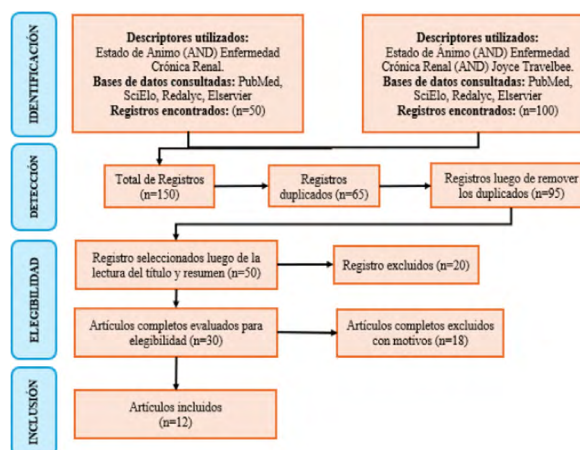 IDENTIFICACIÓN
Descriptores utilizados:
Estado de Ánimo (AND) Enfermedad
Crónica Renal.
Bases de datos consultadas: PubMed,
SciElo, Redalyc, Elservier
Registros encontrados: (n=50)
Descriptores utilizados:
Estado de Ánimo (AND) Enfermedad
Crónica Renal (AND) Joyce Travelbee.
Bases de datos consultadas: PubMed,
SciElo, Redalyc, Elservier
Registros encontrados: (n=100)
DETECCIÓN
Total de Registros
(n=150)
Registros
duplicados (n=65)
Registros luego de remover
los duplicados (n=95)
ELEGIBILIDAD
Registro seleccionados luego de la
lectura del título y resumen (n=50)
Registro excluidos (n=20)
Artículos completos evaluados para
elegibilidad (n=30)
Artículos completos excluidos
con motivos (n=18)
INCLUSIÓN
Artículos incluidos
(n=12)